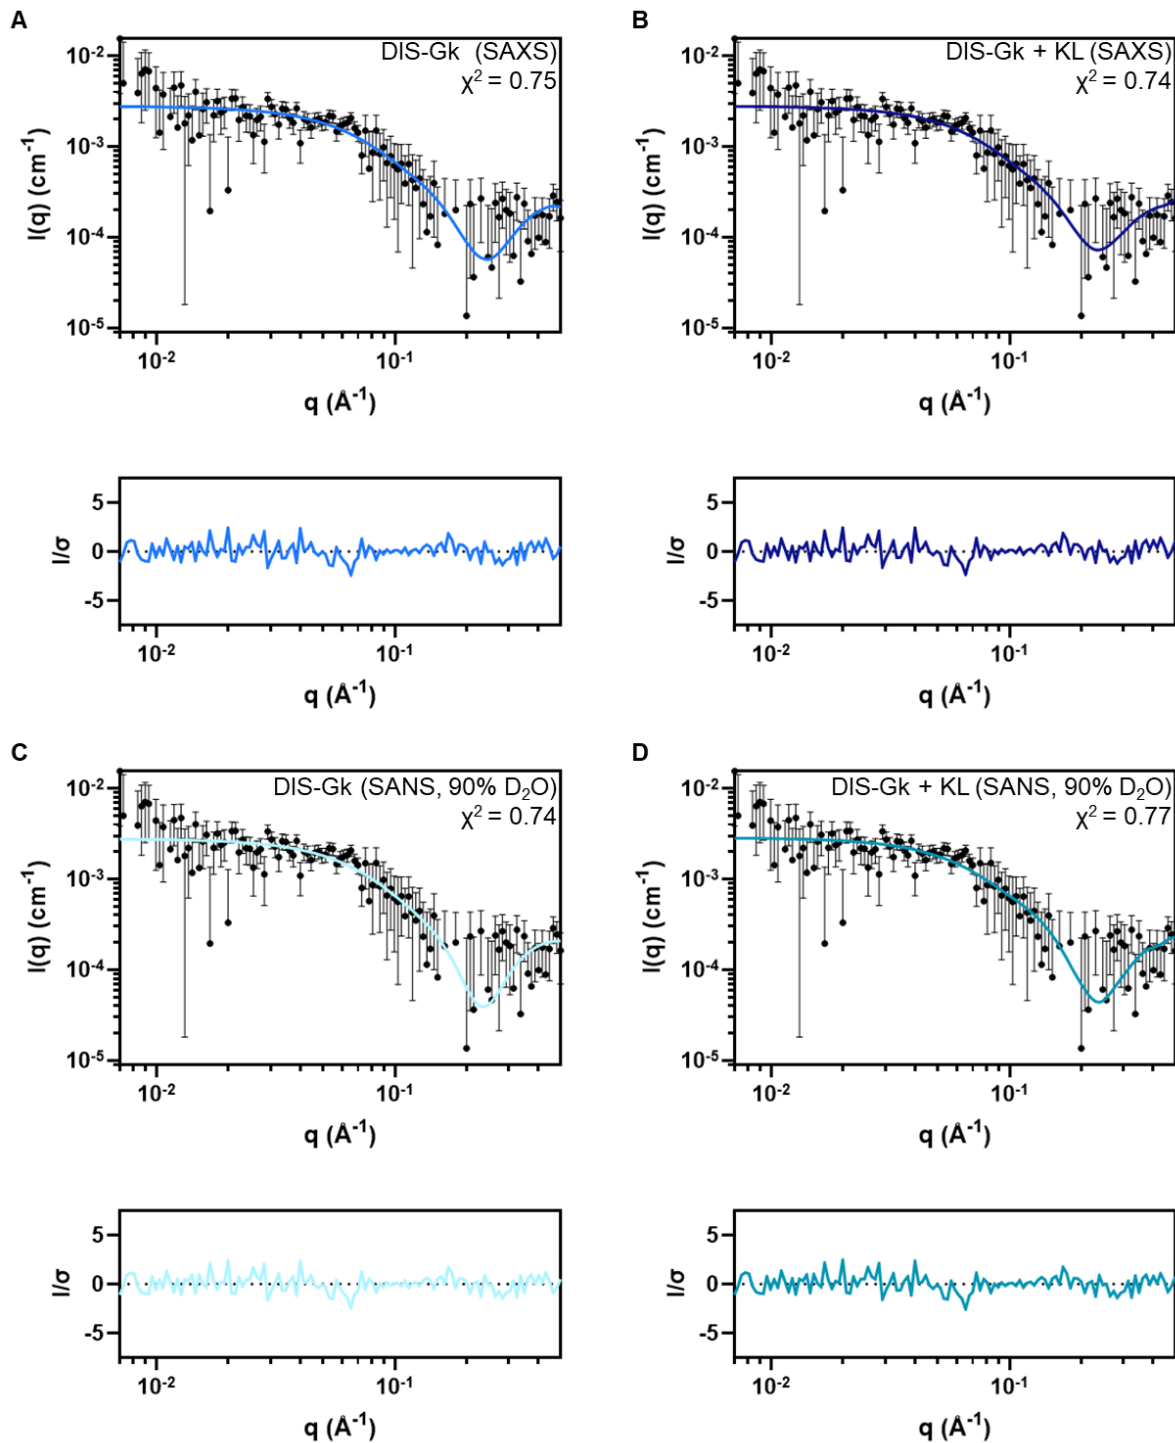 A
DIS-Gk (SAXS)
χ² = 0.75
10⁻²
10⁻³
10⁻⁴
10⁻⁵
I(q) (cm⁻¹)
10⁻² 10⁻¹
q (Å⁻¹)
5
0
-5
I/σ
10⁻² 10⁻¹
q (Å⁻¹)
B
DIS-Gk + KL (SAXS)
χ² = 0.74
10⁻²
10⁻³
10⁻⁴
10⁻⁵
I(q) (cm⁻¹)
10⁻² 10⁻¹
q (Å⁻¹)
5
0
-5
I/σ
10⁻² 10⁻¹
q (Å⁻¹)
C
DIS-Gk (SANS, 90% D₂O)
χ² = 0.74
10⁻²
10⁻³
10⁻⁴
10⁻⁵
I(q) (cm⁻¹)
10⁻² 10⁻¹
q (Å⁻¹)
5
0
-5
I/σ
10⁻² 10⁻¹
q (Å⁻¹)
D
DIS-Gk + KL (SANS, 90% D₂O)
χ² = 0.77
10⁻²
10⁻³
10⁻⁴
10⁻⁵
I(q) (cm⁻¹)
10⁻² 10⁻¹
q (Å⁻¹)
5
0
-5
I/σ
10⁻² 10⁻¹
q (Å⁻¹)